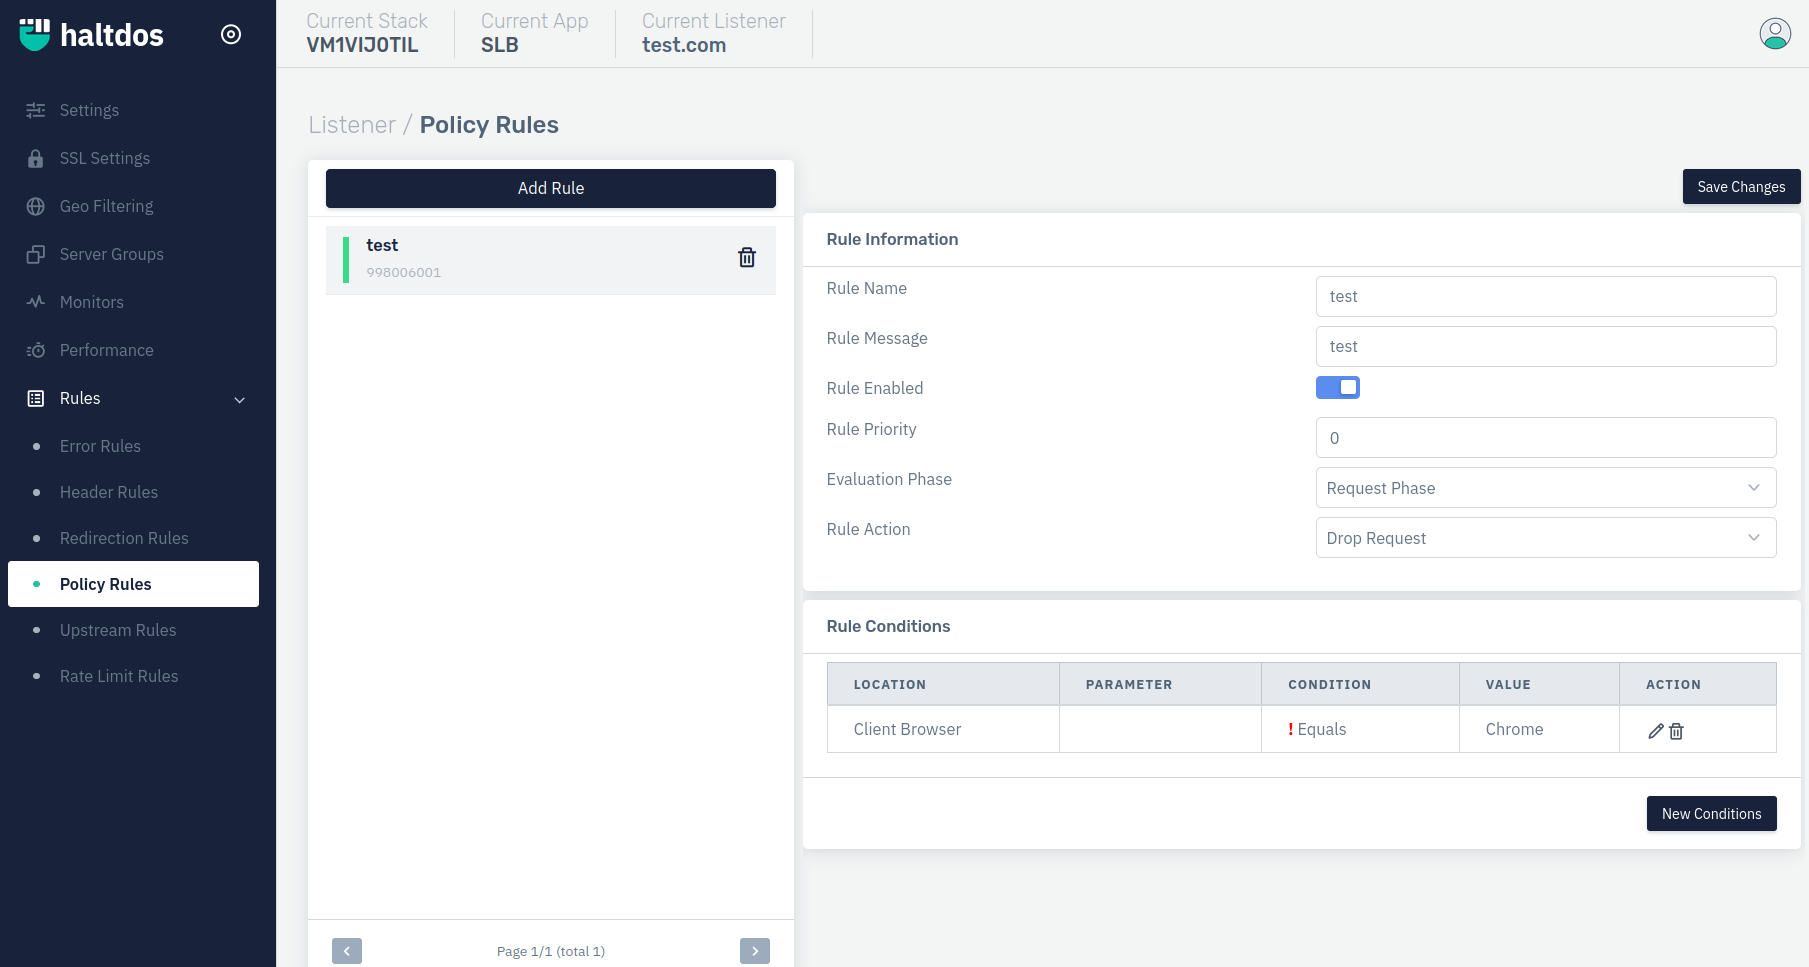 haltdos
Current Stack
VM1VIJ0TIL
Current App
SLB
Current Listener
test.com
Settings
SSL Settings
Geo Filtering
Server Groups
Monitors
Performance
Rules
Error Rules
Header Rules
Redirection Rules
Policy Rules
Upstream Rules
Rate Limit Rules
Listener / Policy Rules
Add Rule
test
998006001
Page 1/1 (total 1)
Save Changes
Rule Information
Rule Name
test
Rule Message
test
Rule Enabled
Rule Priority
0
Evaluation Phase
Request Phase
Rule Action
Drop Request
Rule Conditions
LOCATION PARAMETER CONDITION VALUE ACTION
Client Browser ! Equals Chrome
New Conditions